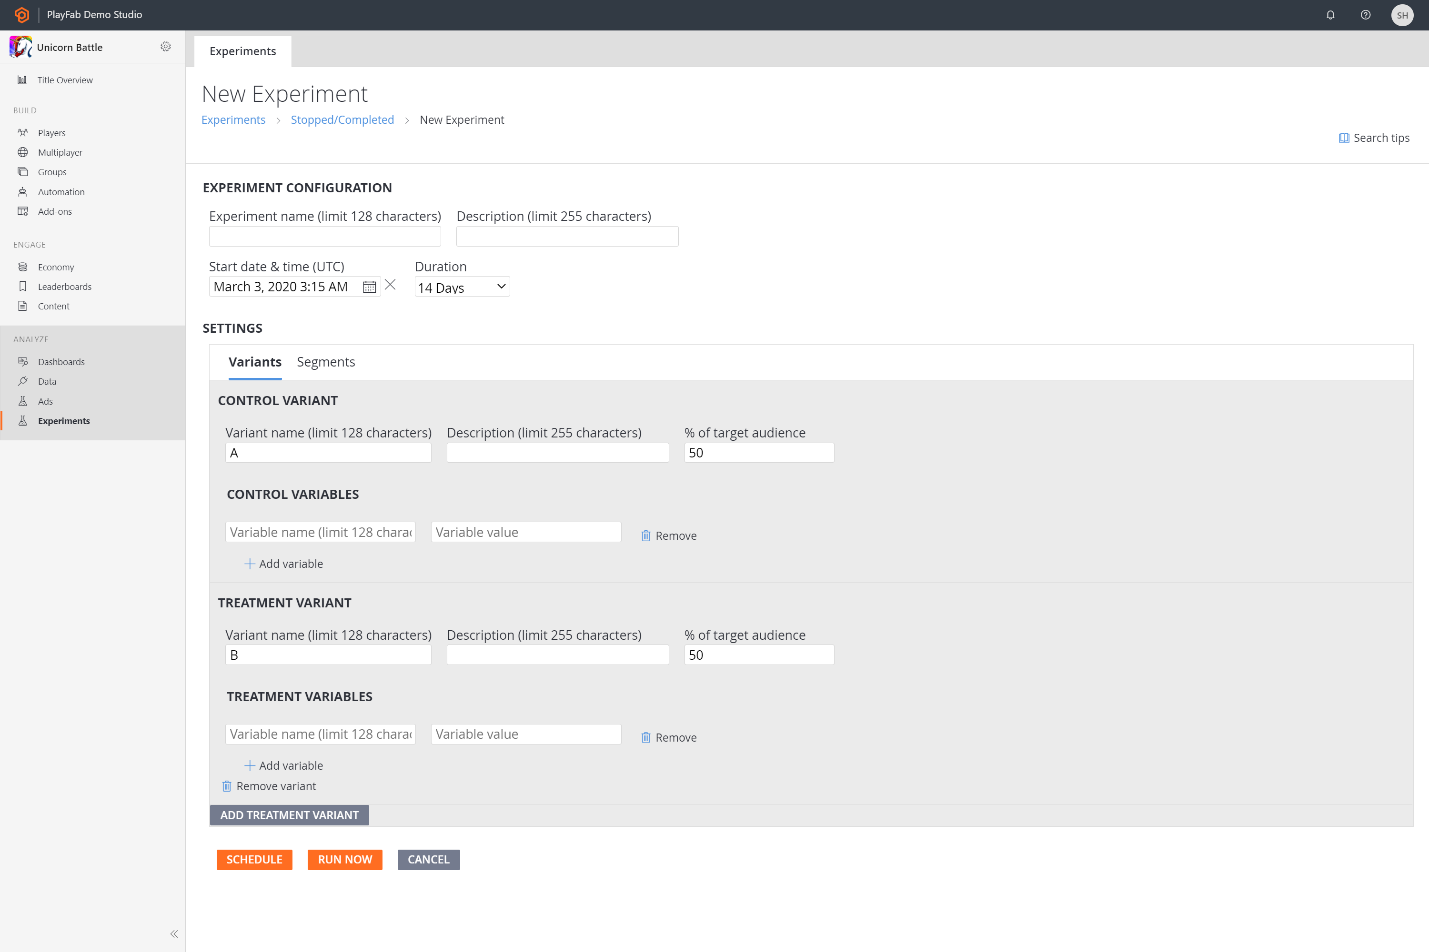 PlayFab Demo Studio
SH
Unicorn Battle
Title Overview
BUILD
Players
Multiplayer
Groups
Automation
Add-ons
ENGAGE
Economy
Leaderboards
Content
ANALYZE
Dashboards
Data
Ads
Experiments
Experiments
New Experiment
Experiments > Stopped/Completed > New Experiment
Search tips
EXPERIMENT CONFIGURATION
Experiment name (limit 128 characters) Description (limit 255 characters)
Start date & time (UTC) Duration
March 3, 2020 3:15 AM 14 Days
SETTINGS
Variants Segments
CONTROL VARIANT
Variant name (limit 128 characters) Description (limit 255 characters) % of target audience
A 50
CONTROL VARIABLES
Variable name (limit 128 charac Variable value Remove
Add variable
TREATMENT VARIANT
Variant name (limit 128 characters) Description (limit 255 characters) % of target audience
B 50
TREATMENT VARIABLES
Variable name (limit 128 charac Variable value Remove
Add variable
Remove variant
ADD TREATMENT VARIANT
SCHEDULE RUN NOW CANCEL